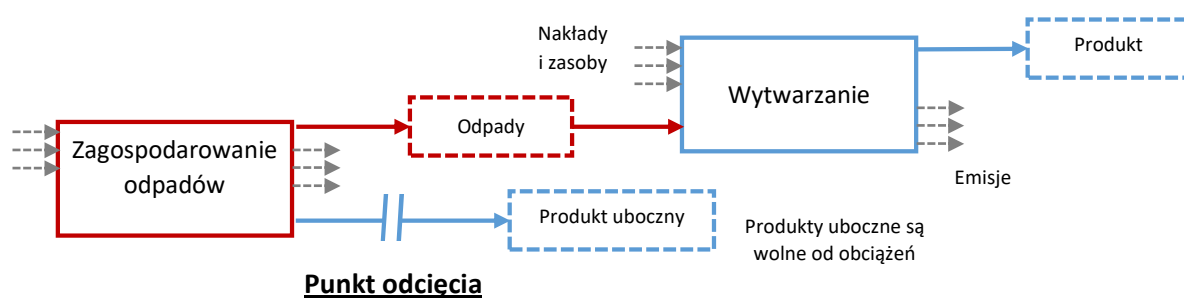 Nakłady
i zasoby
Produkt
Wytwarzanie
Odpady
Zagospodarowanie
odpadów
Emisje
Produkt uboczny
Produkty uboczne są
wolne od obciążeń
Punkt odcięcia